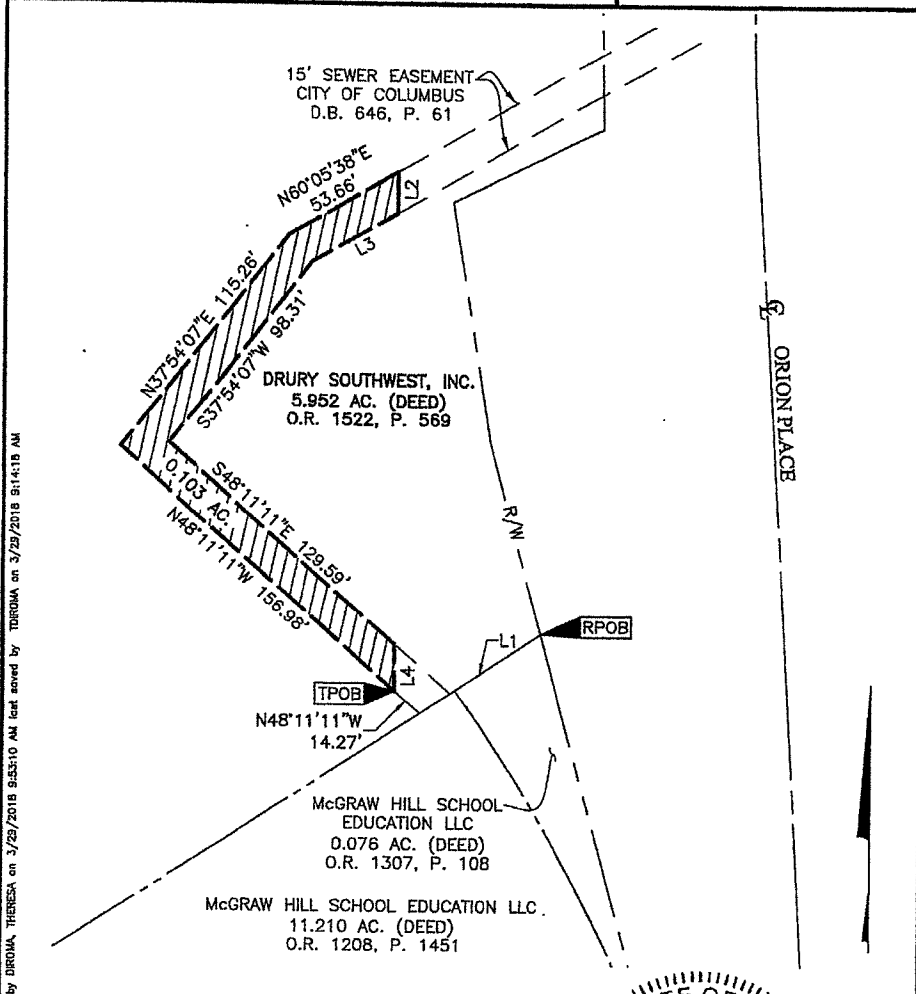 15' SEWER EASEMENT
CITY OF COLUMBUS
D.B. 646, P. 61
N60°05'38"E
53.66'
L2
L3
N37°54'07"E 115.26'
S37°54'07"W 98.31'
DRURY SOUTHWEST, INC.
5.952 AC. (DEED)
O.R. 1522, P. 569
℄ ORION PLACE
S48°11'11"E 129.59'
0.103 AC.
N48°11'11"W 156.98'
R/W
L1
RPOB
L4
TPOB
N48°11'11"W
14.27'
McGRAW HILL SCHOOL
EDUCATION LLC
0.076 AC. (DEED)
O.R. 1307, P. 108
McGRAW HILL SCHOOL EDUCATION LLC.
11.210 AC. (DEED)
O.R. 1208, P. 1451
by DIROMA, THERESA on 3/29/2018 9:53:10 AM last saved by TDIROMA on 3/29/2018 9:14:18 AM